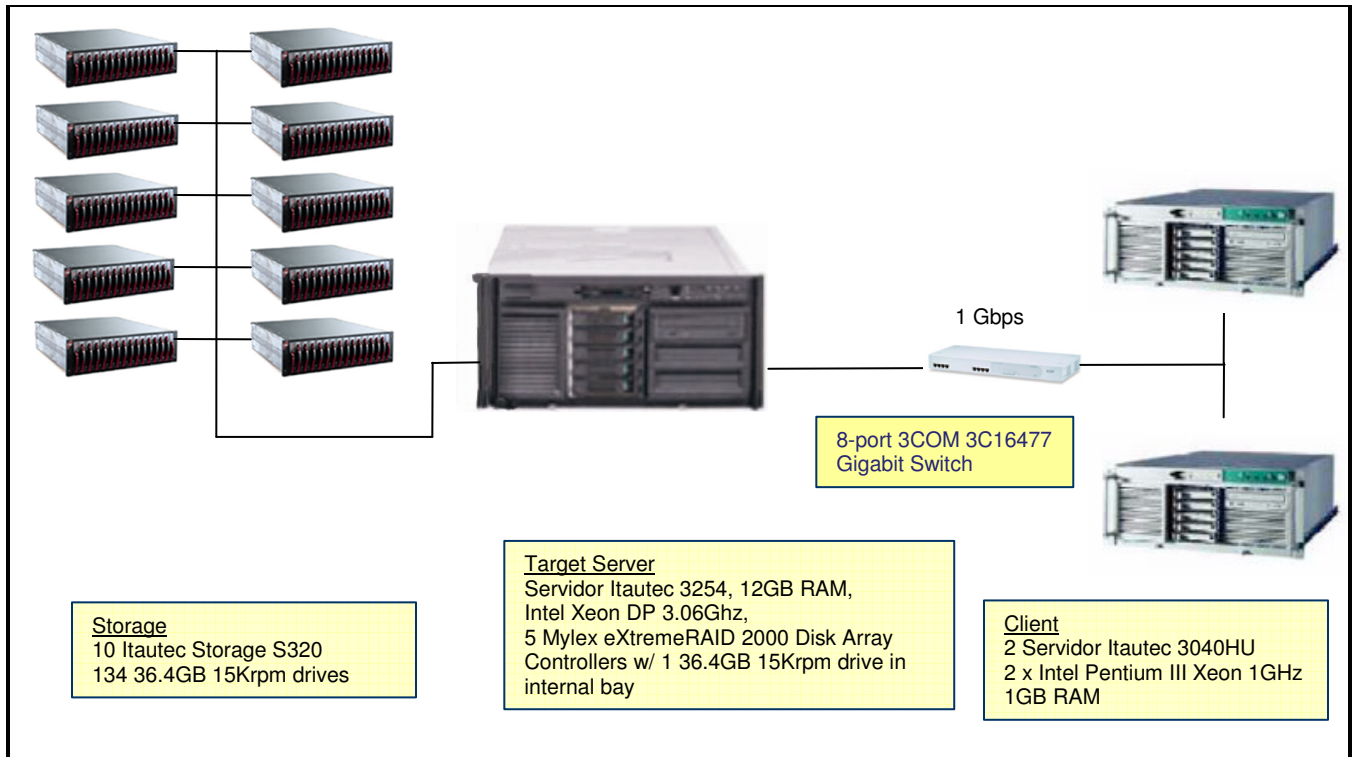 1 Gbps
8-port 3COM 3C16477
Gigabit Switch
Storage
10 Itautec Storage S320
134 36.4GB 15Krpm drives
Target Server
Servidor Itautec 3254, 12GB RAM,
Intel Xeon DP 3.06Ghz,
5 Mylex eXtremeRAID 2000 Disk Array
Controllers w/ 1 36.4GB 15Krpm drive in
internal bay
Client
2 Servidor Itautec 3040HU
2 x Intel Pentium III Xeon 1GHz
1GB RAM